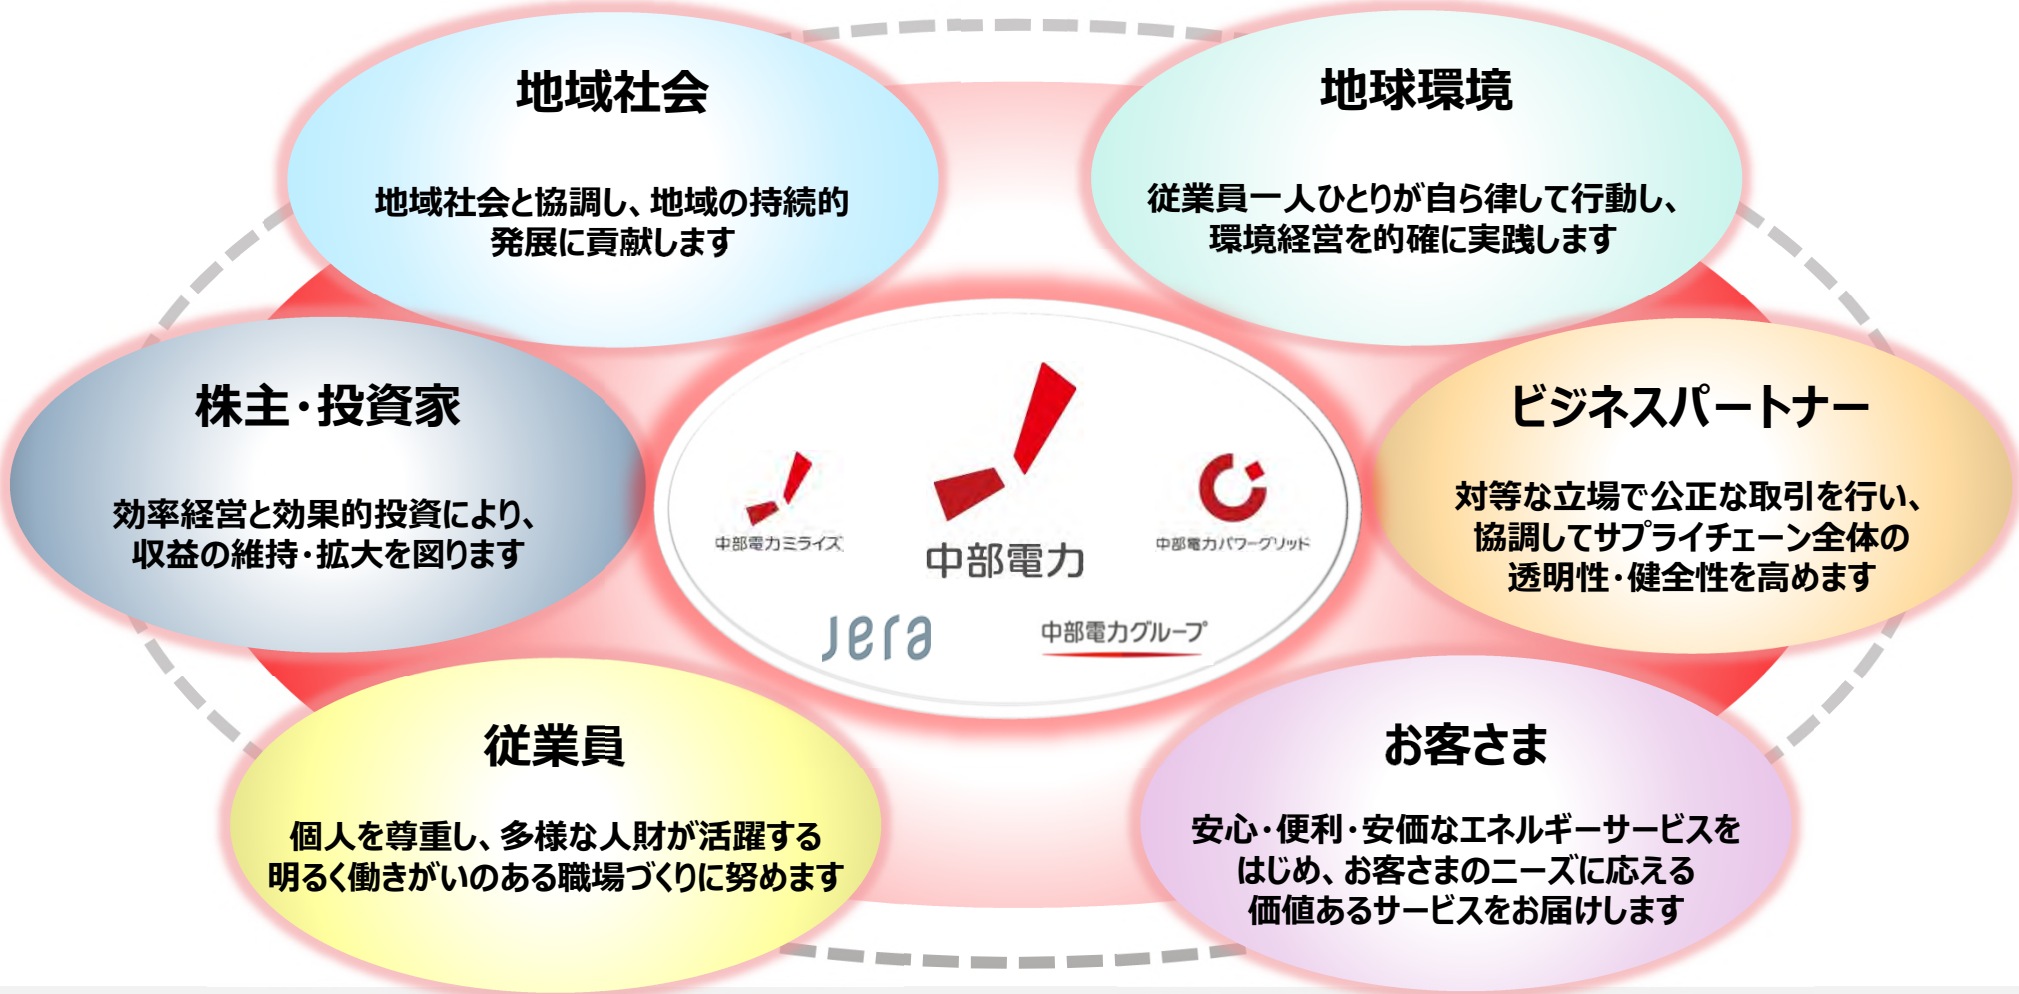 地域社会
地域社会と協調し、地域の持続的
発展に貢献します
地球環境
従業員一人ひとりが自ら律して行動し、
環境経営を的確に実践します
株主・投資家
効率経営と効果的投資により、
収益の維持・拡大を図ります
中部電力ミライズ
中部電力
中部電力パワーグリッド
Jera
中部電力グループ
ビジネスパートナー
対等な立場で公正な取引を行い、
協調してサプライチェーン全体の
透明性・健全性を高めます
従業員
個人を尊重し、多様な人財が活躍する
明るく働きがいのある職場づくりに努めます
お客さま
安心・便利・安価なエネルギーサービスを
はじめ、お客さまのニーズに応える
価値あるサービスをお届けします